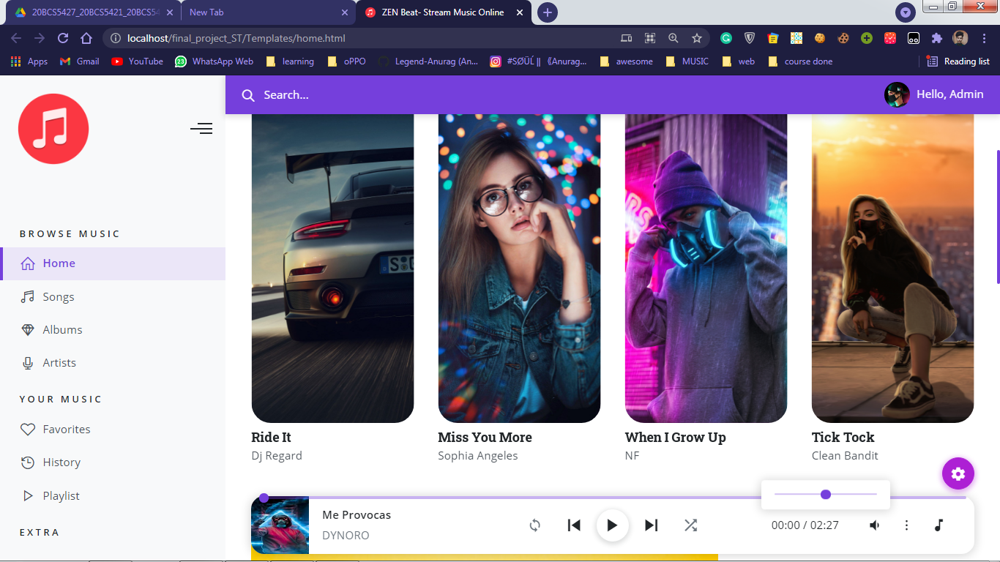 20BCS5527_20BCS5421_20BCS54
New Tab
ZEN Beat- Stream Music Online
localhost/final_project_ST/Templates/home.html
Apps
Gmail
YouTube
23
WhatsApp Web
learning
oPPO
Legend-Anurag (An...
#SØÜĹ || 《Anurag...
awesome
MUSIC
web
course done
Reading list
Search...
Hello, Admin
BROWSE MUSIC
Home
Songs
Albums
Artists
YOUR MUSIC
Favorites
History
Playlist
EXTRA
Ride It
Dj Regard
Miss You More
Sophia Angeles
When I Grow Up
NF
Tick Tock
Clean Bandit
Me Provocas
DYNORO
00:00 / 02:27